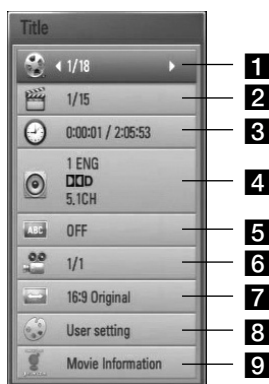 Title
1/18 1
1/15 2
0:00:01 / 2:05:53 3
1 ENG
D
5.1CH 4
ABC OFF 5
1/1 6
16:9 Original 7
User setting 8
Movie Information 9